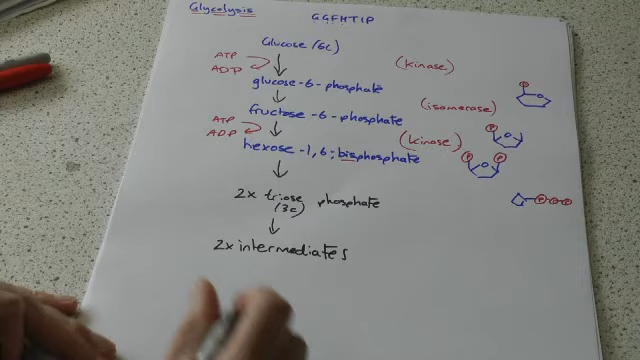 Glycolysis
GGFHTIP
Glucose (6C)
ATP
ADP
(kinase)
glucose-6-phosphate
(isomerase)
P
fructose-6-phosphate
ATP
ADP
(kinase)
P
hexose-1,6;bisphosphate
P P
2x triose phosphate
(3c)
P P P
2x intermediates